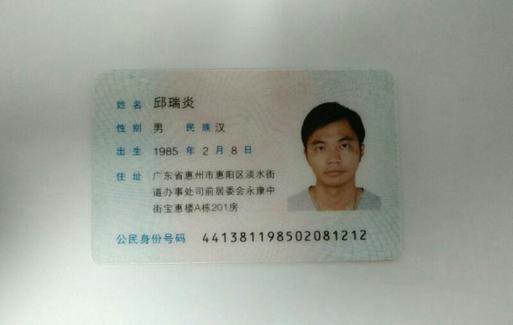 姓名 邱瑞炎
性别 男 民族 汉
出生 1985 年 2 月 8 日
住址 广东省惠州市惠阳区淡水街
道办事处司前居委会永康中
街宝惠楼A栋201房
公民身份号码 441381198502081212